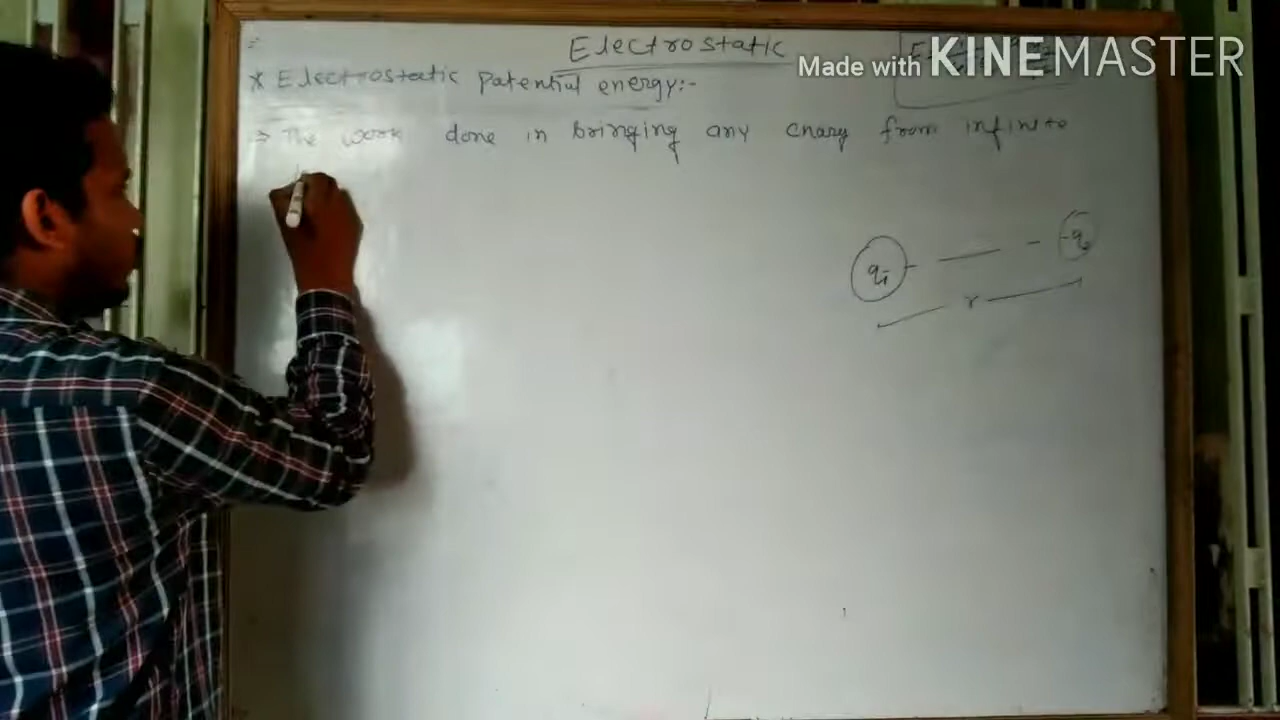 Electrostatic
Made with KINEMASTER
* Electrostatic patential energy:-
⇒ The work done in bringing any charg from infinite
q₁ — - q₂
r